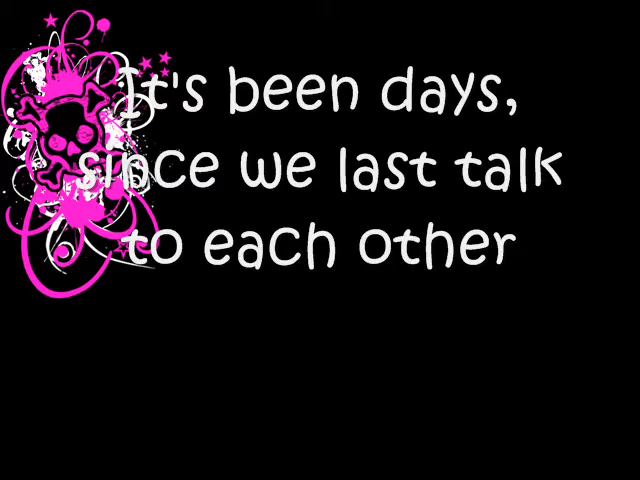 It's been days,
since we last talk
to each other